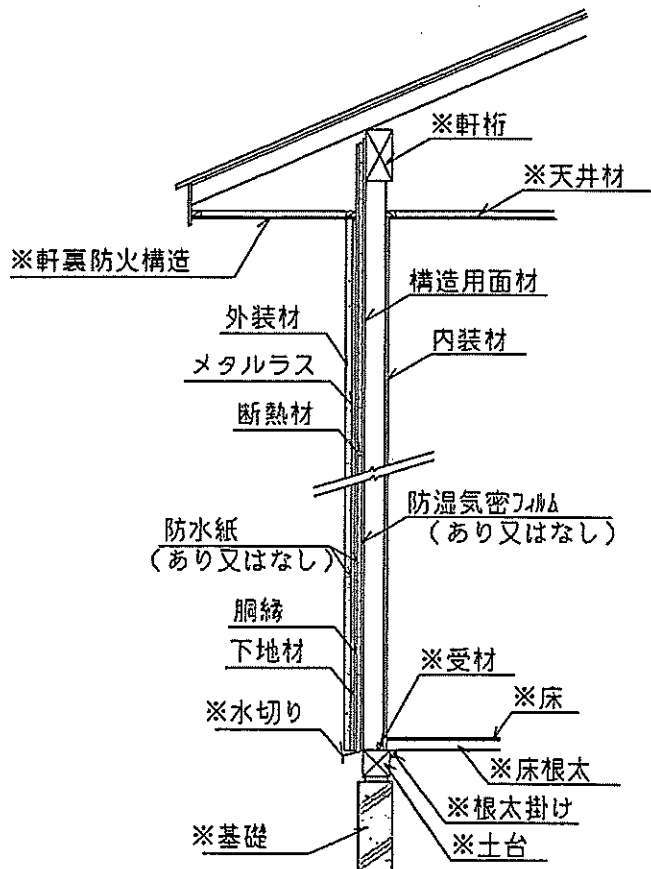 ※軒桁
※天井材
※軒裏防火構造
構造用面材
外装材
内装材
メタルラス
断熱材
防湿気密フィルム
(あり又はなし)
防水紙
(あり又はなし)
胴縁
下地材
※受材
※水切り
※床
※床根太
※根太掛け
※基礎
※土台